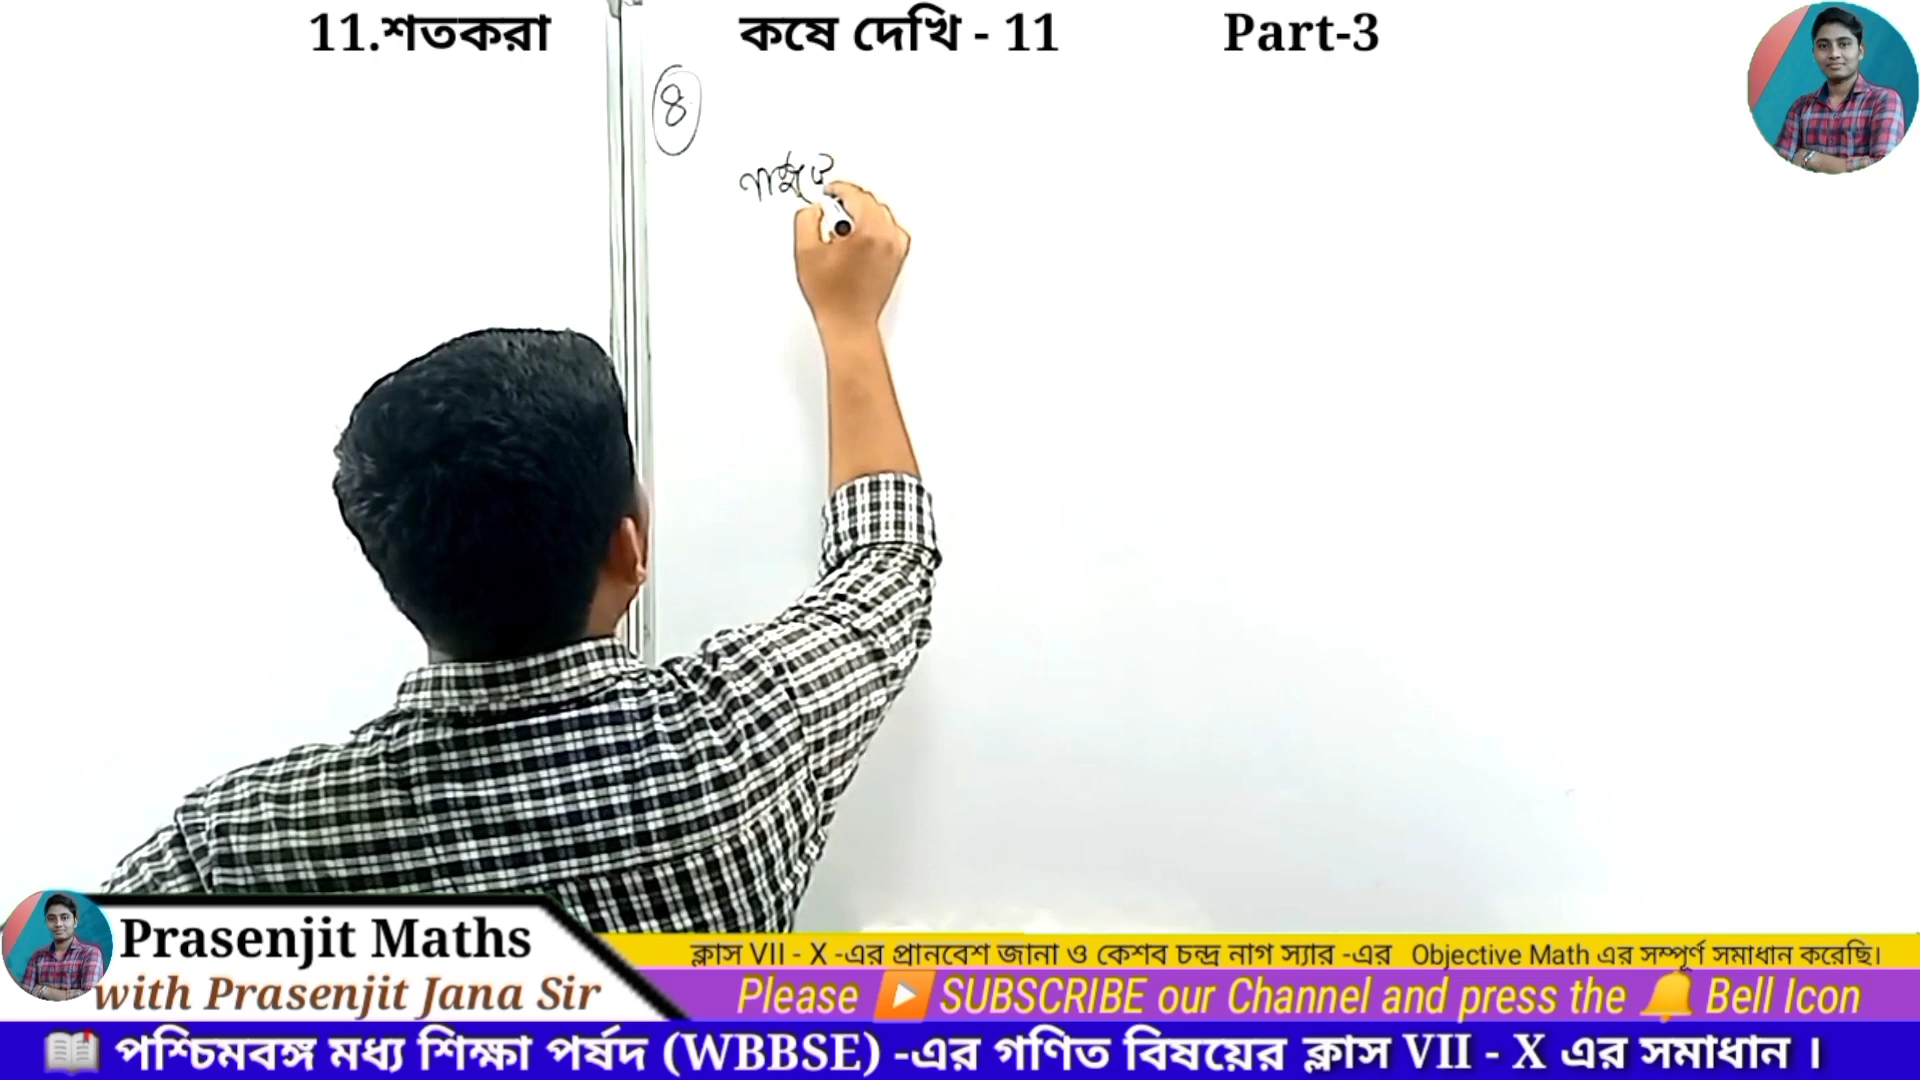 11.শতকরা কষে দেখি - 11 Part-3
8
Prasenjit Maths
with Prasenjit Jana Sir
ক্লাস VII - X -এর প্রানবেশ জানা ও কেশব চন্দ্র নাগ স্যার -এর Objective Math এর সম্পূর্ণ সমাধান করেছি।
Please SUBSCRIBE our Channel and press the Bell Icon
পশ্চিমবঙ্গ মধ্য শিক্ষা পর্ষদ (WBBSE) -এর গণিত বিষয়ের ক্লাস VII - X এর সমাধান ।